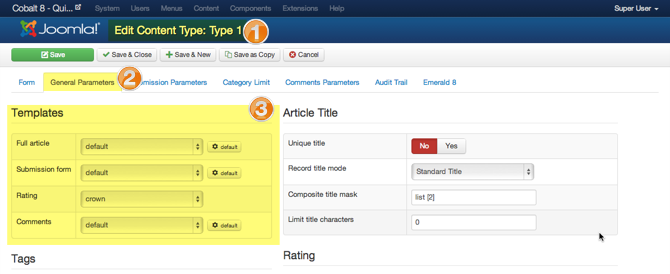 Cobalt 8 - Qui... System Users Menus Content Components Extensions Help Super User
Joomla! Edit Content Type: Type 1 1
Save Save & Close Save & New Save as Copy Cancel
Form General Parameters 2 mission Parameters Category Limit Comments Parameters Audit Trail Emerald 8
Templates 3 Article Title
Full article default default Unique title No Yes
Submission form default default Record title mode Standard Title
Rating crown Composite title mask list [2]
Comments default default Limit title characters 0
Tags Rating